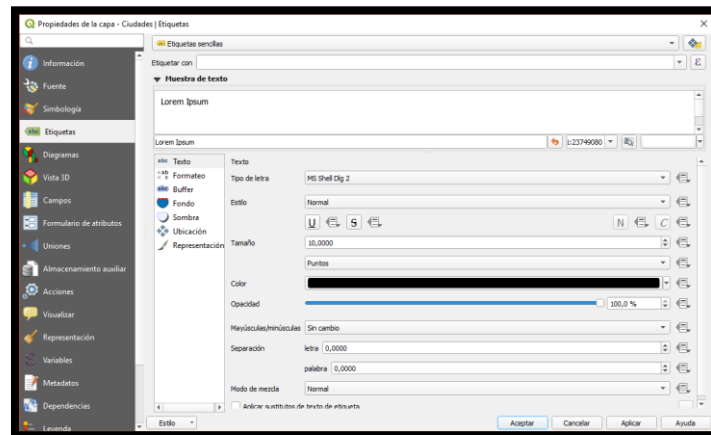 Propiedades de la capa - Ciudades | Etiquetas
Información
Fuente
Simbología
abc Etiquetas
Diagramas
Vista 3D
Campos
Formulario de atributos
Uniones
Almacenamiento auxiliar
Acciones
Visualizar
Representación
Variables
Metadatos
Dependencias
Leyenda
Etiquetas sencillas
Etiquetar con
ε
Muestra de texto
Lorem Ipsum
Lorem Ipsum
1:23749080
abc Texto
Formateo
abc Buffer
Fondo
Sombra
Ubicación
Representación
Texto
Tipo de letra MS Shell Dlg 2
Estilo Normal
U S N C
Tamaño 10,0000
Puntos
Color
Opacidad 100,0 %
Mayúsculas/minúsculas Sin cambio
Separación letra 0,0000
palabra 0,0000
Modo de mezcla Normal
Aplicar sustitutos de texto de etiqueta
Estilo Aceptar Cancelar Aplicar Ayuda